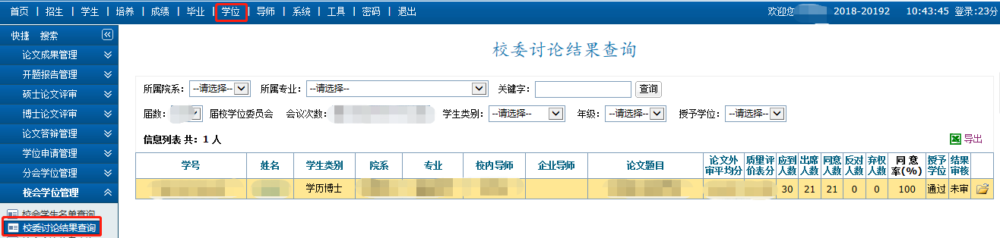 首页 | 招生 | 学生 | 培养 | 成绩 | 毕业 | 学位 | 导师 | 系统 | 工具 | 密码 | 退出 欢迎您 2018-20192 10:43:45 登录:23分
快捷 搜索
论文成果管理
开题报告管理
硕士论文评审
博士论文评审
论文答辩管理
学位申请管理
分会学位管理
校会学位管理
校会学生名单查询
校委讨论结果查询
校委讨论结果查询
所属院系: --请选择-- 所属专业: --请选择-- 关键字: 查询
届数: 届校学位委员会 会议次数: 学生类别: --请选择-- 年级: --请选择-- 授予学位: --请选择--
信息列表 共: 1 人 导出
学号 姓名 学生类别 院系 专业 校内导师 企业导师 论文题目 论文外审平均分 质量评价表分 应到人数 出席人数 同意人数 反对人数 弃权人数 同意率(%) 授予学位 结果审核
学历博士 30 21 21 0 0 100 通过 未审